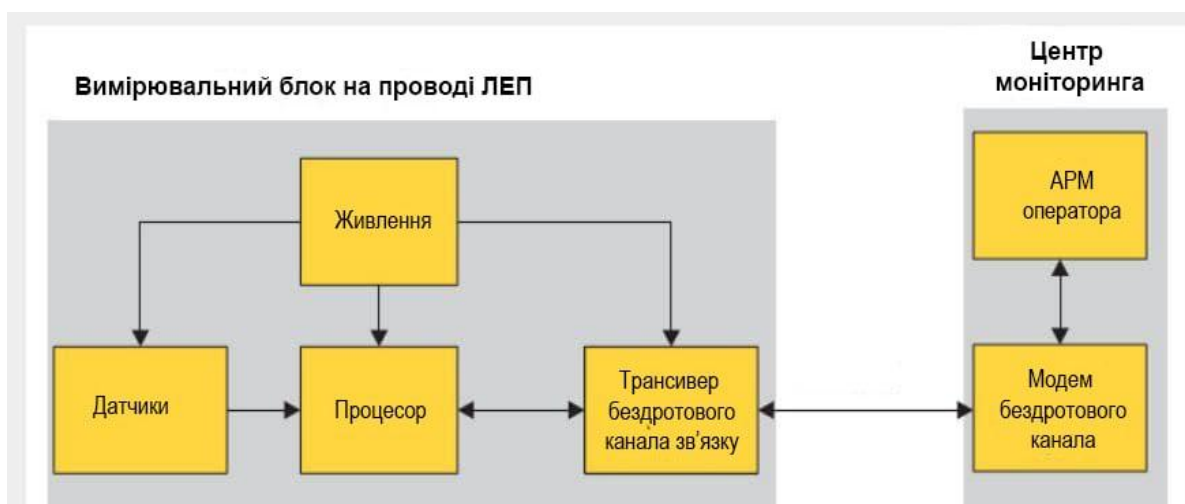 Вимірювальний блок на проводі ЛЕП
Центр
моніторинга
Живлення
АРМ
оператора
Датчики
Процесор
Трансивер
бездротового
канала зв’язку
Модем
бездротового
канала